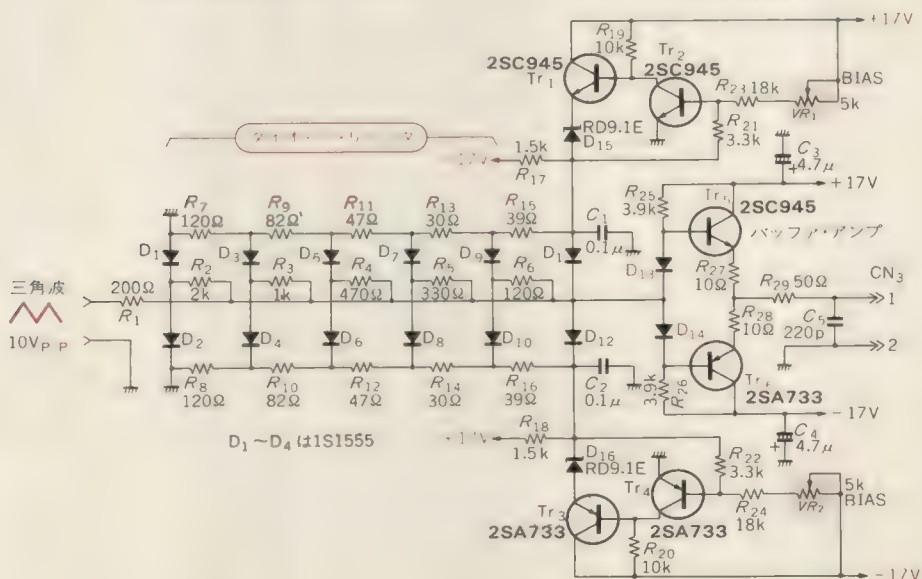 +17V
R19
10k
2SC945
Tr1
Tr2
2SC945
R23 18k
BIAS
5k
VR1
RD9.1E
D15
R21
3.3k
1.5k
R17
C3
4.7μ
+17V
R7
120Ω
R9
82Ω
R11
47Ω
R13
30Ω
R15
39Ω
C1
0.1μ
R25
3.9k
2SC945
バッファ・アンプ
D1
D3
D7
D9
D13
R2
2k
R3
1k
R4
470Ω
R5
330Ω
R6
120Ω
R27
10Ω
R29 50Ω
CN3
1
三角波
200Ω
R1
10VP-P
D2
D4
D6
D8
D10
D12
D14
R28
10Ω
C5
220p
2
R8
120Ω
R10
82Ω
R12
47Ω
R14
30Ω
R16
39Ω
C2
0.1μ
3.9k
R26
2SA733
-17V
C4
4.7μ
D1～D4は1S1555
R18
1.5k
D16
RD9.1E
R22
3.3k
Tr4
Tr3
2SA733
2SA733
R24
18k
5k
BIAS
VR2
R20
10k
-17V